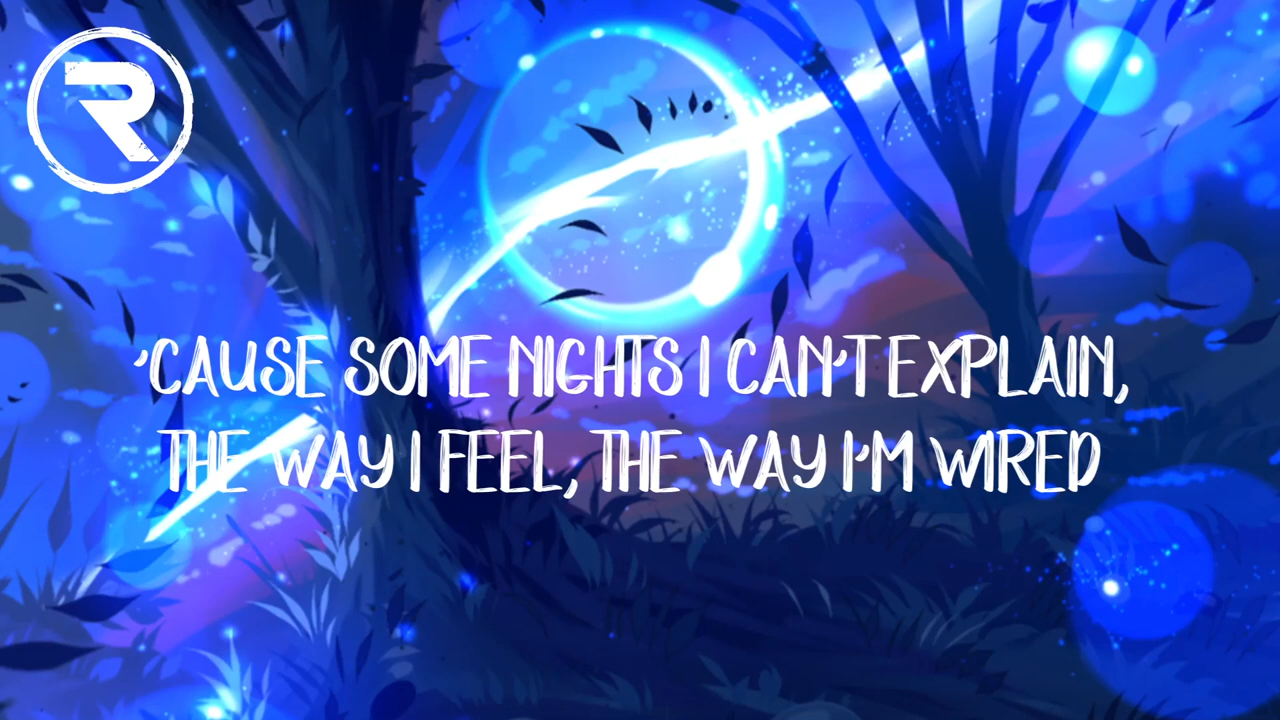 R
'CAUSE SOME NIGHTS I CAN'T EXPLAIN,
THE WAY I FEEL, THE WAY I'M WIRED